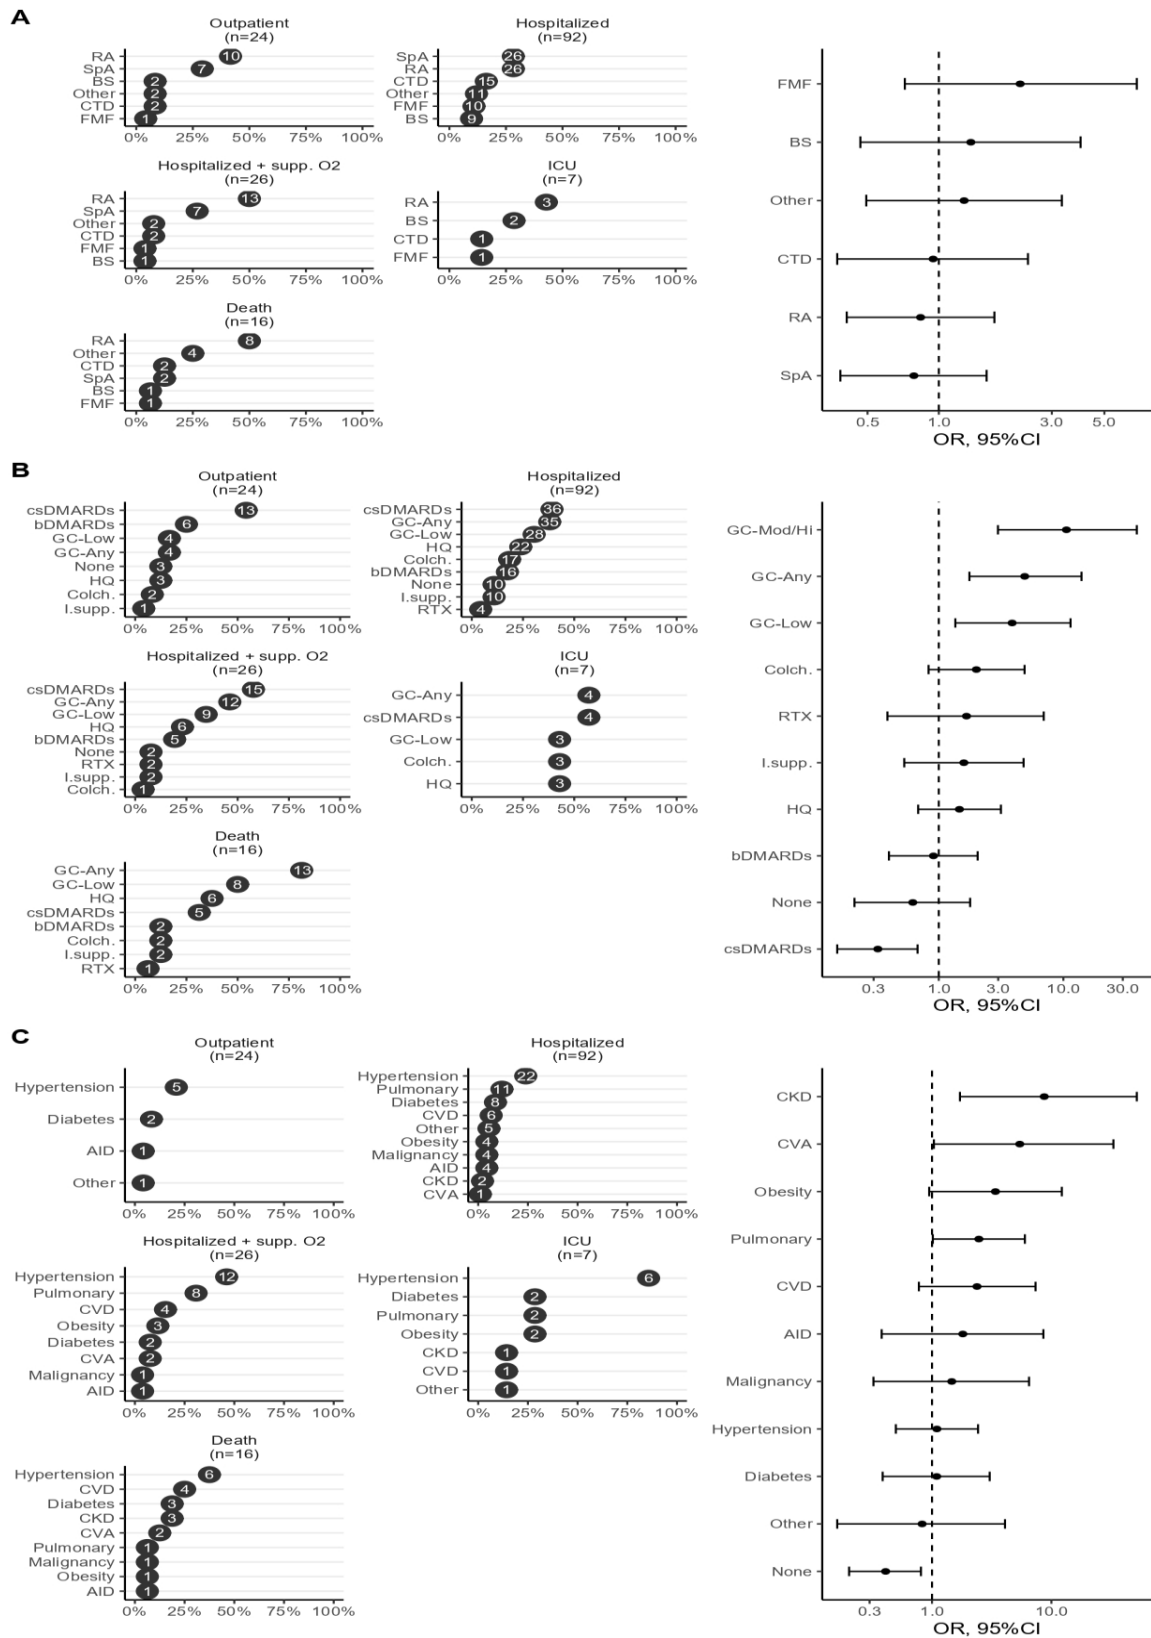 A
Outpatient
(n=24)
RA 10
SpA 7
BS 2
Other 2
CTD 2
FMF 1
0% 25% 50% 75% 100%
Hospitalized
(n=92)
SpA 26
RA 26
CTD 15
Other 11
FMF 10
BS 9
0% 25% 50% 75% 100%
Hospitalized + supp. O2
(n=26)
RA 13
SpA 7
Other 2
CTD 2
FMF 1
BS 1
0% 25% 50% 75% 100%
ICU
(n=7)
RA 3
BS 2
CTD 1
FMF 1
0% 25% 50% 75% 100%
Death
(n=16)
RA 8
Other 4
CTD 2
SpA 2
BS 1
FMF 1
0% 25% 50% 75% 100%
FMF
BS
Other
CTD
RA
SpA
0.5 1.0 3.0 5.0
OR, 95%CI
B
Outpatient
(n=24)
csDMARDs 13
bDMARDs 6
GC-Low 4
GC-Any 4
None 3
HQ 3
Colch. 2
I.supp. 1
0% 25% 50% 75% 100%
Hospitalized
(n=92)
csDMARDs 36
GC-Any 35
GC-Low 28
HQ 22
Colch. 17
bDMARDs 16
None 10
I.supp. 10
RTX 4
0% 25% 50% 75% 100%
Hospitalized + supp. O2
(n=26)
csDMARDs 15
GC-Any 12
GC-Low 9
HQ 6
bDMARDs 5
None 2
RTX 2
I.supp. 2
Colch. 1
0% 25% 50% 75% 100%
ICU
(n=7)
GC-Any 4
csDMARDs 4
GC-Low 3
Colch. 3
HQ 3
0% 25% 50% 75% 100%
Death
(n=16)
GC-Any 13
GC-Low 8
HQ 6
csDMARDs 5
bDMARDs 2
Colch. 2
I.supp. 2
RTX 1
0% 25% 50% 75% 100%
GC-Mod/Hi
GC-Any
GC-Low
Colch.
RTX
I.supp.
HQ
bDMARDs
None
csDMARDs
0.3 1.0 3.0 10.0 30.0
OR, 95%CI
C
Outpatient
(n=24)
Hypertension 5
Diabetes 2
AID 1
Other 1
0% 25% 50% 75% 100%
Hospitalized
(n=92)
Hypertension 22
Pulmonary 11
Diabetes 8
CVD 6
Other 5
Obesity 4
Malignancy 4
AID 4
CKD 2
CVA 1
0% 25% 50% 75% 100%
Hospitalized + supp. O2
(n=26)
Hypertension 12
Pulmonary 8
CVD 4
Obesity 3
Diabetes 2
CVA 2
Malignancy 1
AID 1
0% 25% 50% 75% 100%
ICU
(n=7)
Hypertension 6
Diabetes 2
Pulmonary 2
Obesity 2
CKD 1
CVD 1
Other 1
0% 25% 50% 75% 100%
Death
(n=16)
Hypertension 6
CVD 4
Diabetes 3
CKD 3
CVA 2
Pulmonary 1
Malignancy 1
Obesity 1
AID 1
0% 25% 50% 75% 100%
CKD
CVA
Obesity
Pulmonary
CVD
AID
Malignancy
Hypertension
Diabetes
Other
None
0.3 1.0 10.0
OR, 95%CI